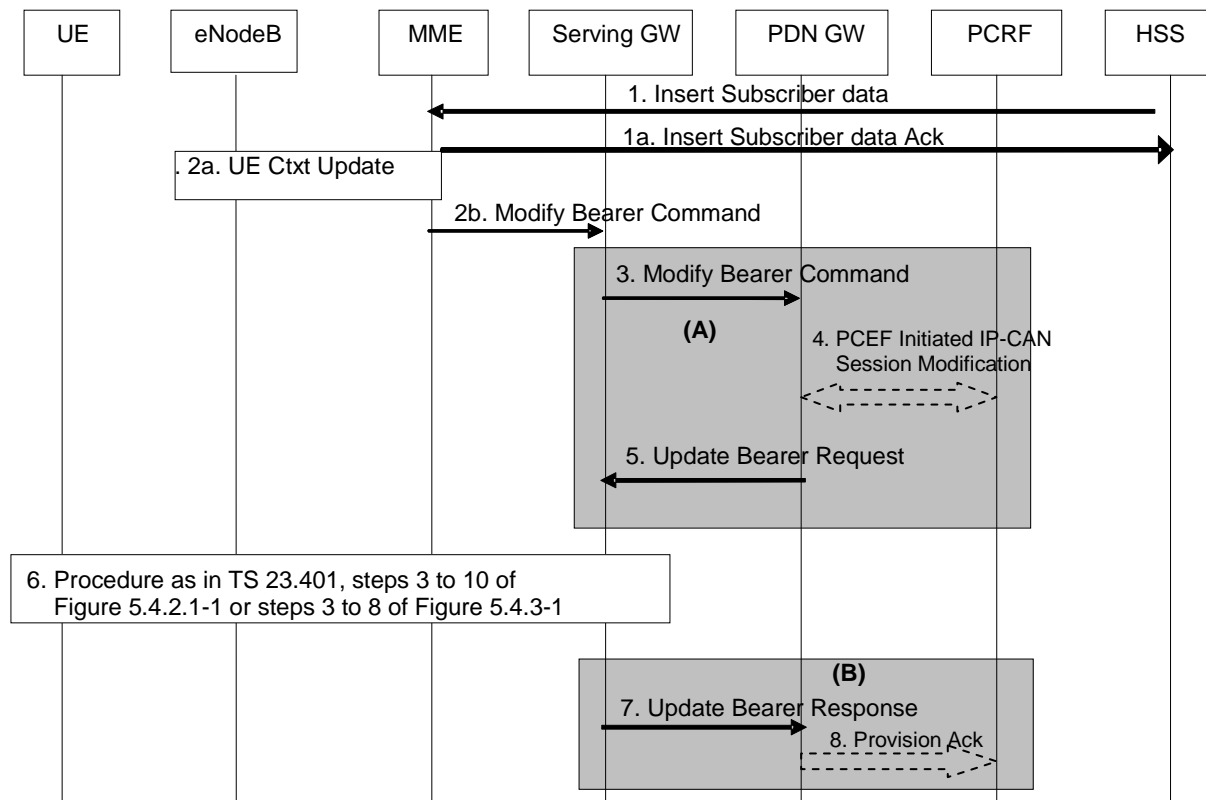 UE
eNodeB
MME
Serving GW
PDN GW
PCRF
HSS
1. Insert Subscriber data
1a. Insert Subscriber data Ack
. 2a. UE Ctxt Update
2b. Modify Bearer Command
3. Modify Bearer Command
(A)
4. PCEF Initiated IP-CAN
Session Modification
5. Update Bearer Request
6. Procedure as in TS 23.401, steps 3 to 10 of
Figure 5.4.2.1-1 or steps 3 to 8 of Figure 5.4.3-1
(B)
7. Update Bearer Response
8. Provision Ack